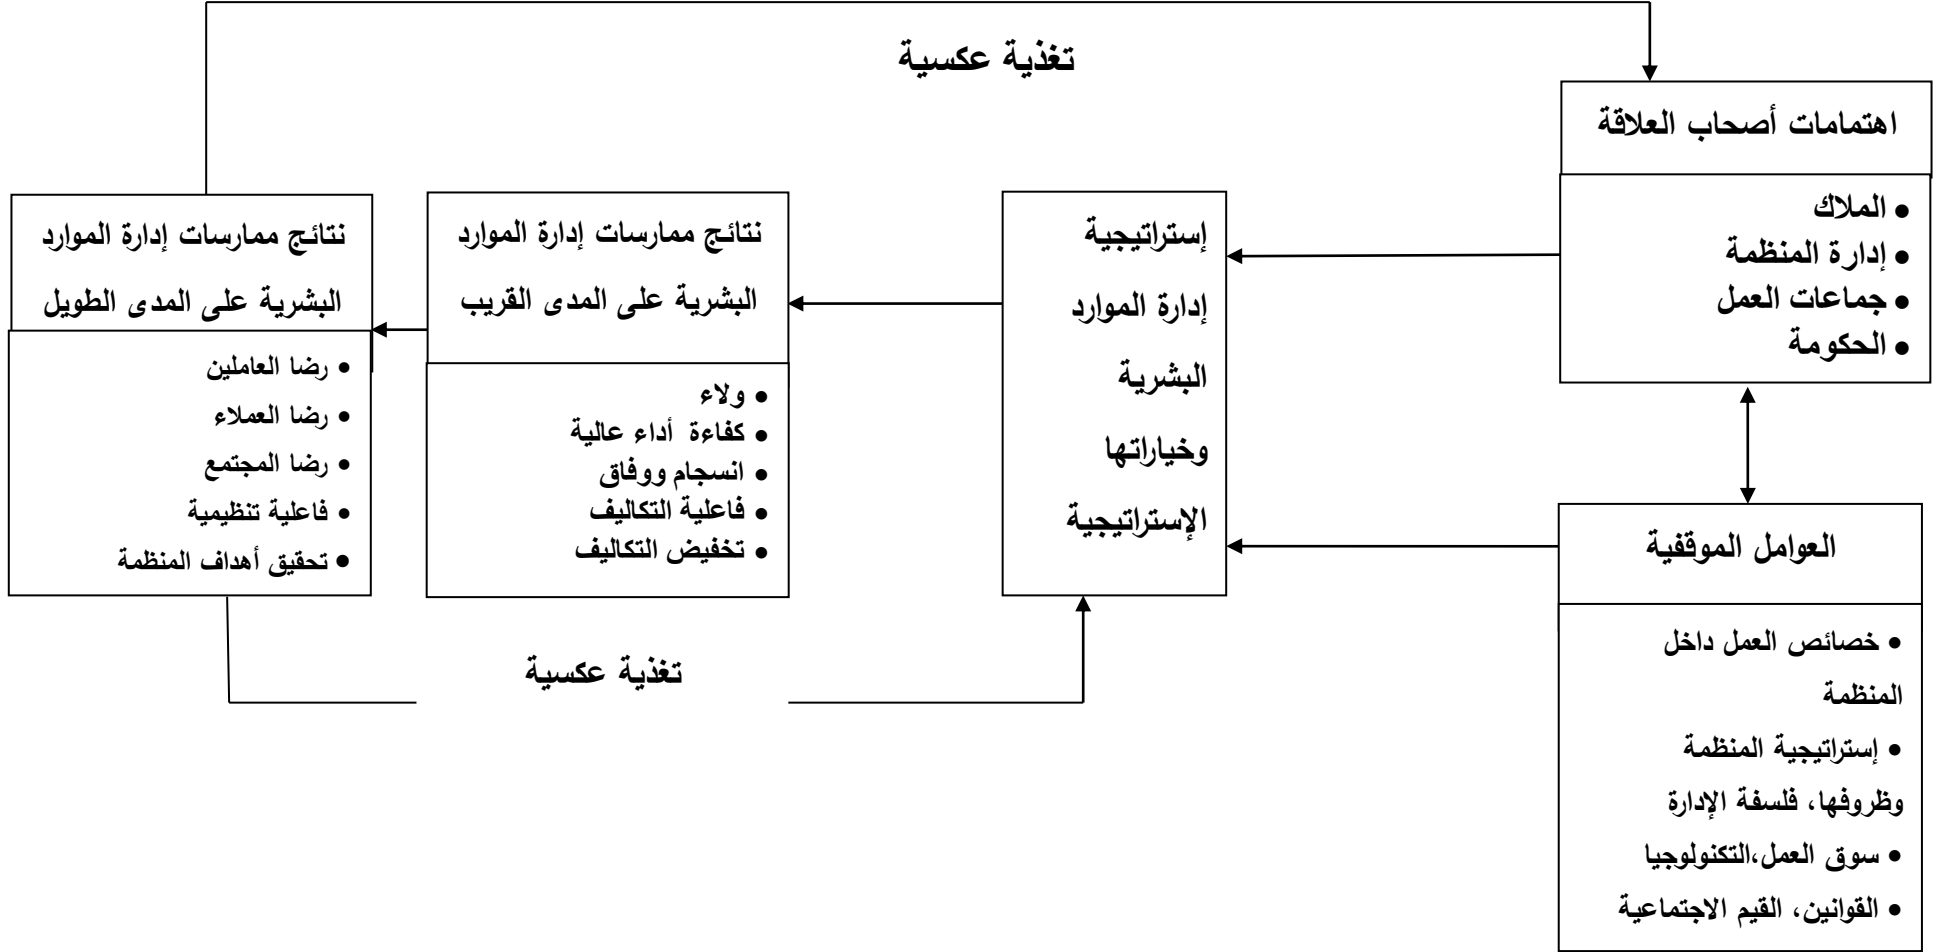 تغذية عكسية
اهتمامات أصحاب العلاقة
• الملاك
• إدارة المنظمة
• جماعات العمل
• الحكومة
العوامل الموقفية
• خصائص العمل داخل
المنظمة
• إستراتيجية المنظمة
وظروفها، فلسفة الإدارة
• سوق العمل،التكنولوجيا
• القوانين، القيم الاجتماعية
إستراتيجية
إدارة الموارد
البشرية
وخياراتها
الإستراتيجية
نتائج ممارسات إدارة الموارد
البشرية على المدى القريب
• ولاء
• كفاءة أداء عالية
• انسجام ووفاق
• فاعلية التكاليف
• تخفيض التكاليف
نتائج ممارسات إدارة الموارد
البشرية على المدى الطويل
• رضا العاملين
• رضا العملاء
• رضا المجتمع
• فاعلية تنظيمية
• تحقيق أهداف المنظمة
تغذية عكسية